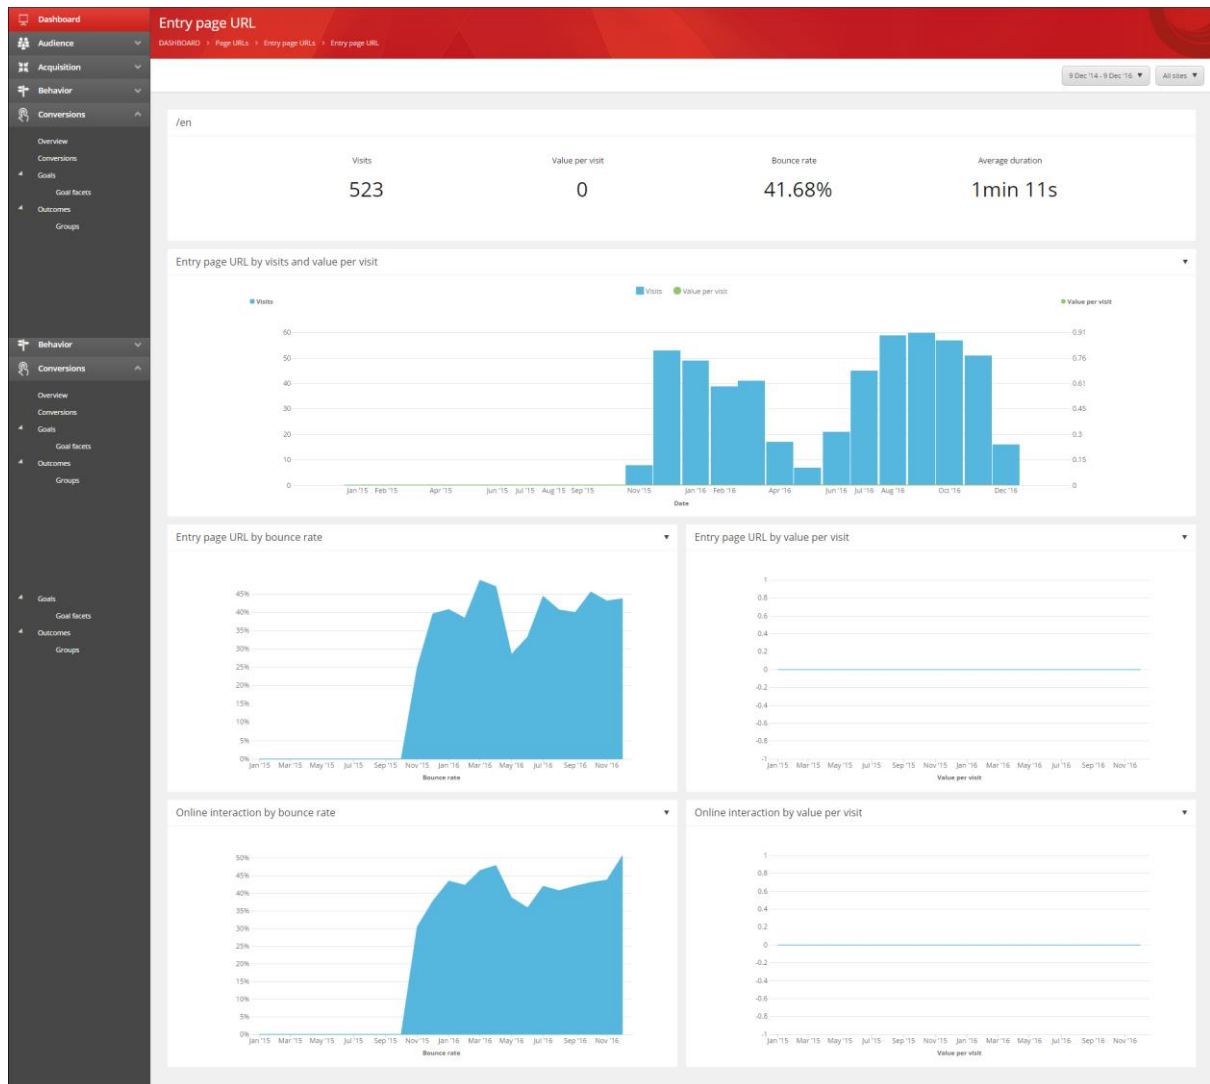 Dashboard
Audience
Acquisition
Behavior
Conversions
Overview
Conversions
Goals
Goal facets
Outcomes
Groups
Behavior
Conversions
Overview
Conversions
Goals
Goal facets
Outcomes
Groups
Goals
Goal facets
Outcomes
Groups
Entry page URL
DASHBOARD > Page URLs > Entry page URLs > Entry page URL
9 Dec '14 - 9 Dec '16 All sites
/en
Visits Value per visit Bounce rate Average duration
523 0 41.68% 1min 11s
Entry page URL by visits and value per visit
Visits Value per visit
Visits Value per visit
60 0.91
50 0.76
40 0.61
30 0.45
20 0.3
10 0.15
0 0
Jan '15 Feb '15 Apr '15 Jun '15 Jul '15 Aug '15 Sep '15 Nov '15 Jan '16 Feb '16 Apr '16 Jun '16 Jul '16 Aug '16 Oct '16 Dec '16
Date
Entry page URL by bounce rate
45%
40%
35%
30%
25%
20%
15%
10%
5%
0%
Jan '15 Mar '15 May '15 Jul '15 Sep '15 Nov '15 Jan '16 Mar '16 May '16 Jul '16 Sep '16 Nov '16
Bounce rate
Entry page URL by value per visit
1
0.8
0.6
0.4
0.2
0
-0.2
-0.4
-0.6
-0.8
-1
Jan '15 Mar '15 May '15 Jul '15 Sep '15 Nov '15 Jan '16 Mar '16 May '16 Jul '16 Sep '16 Nov '16
Value per visit
Online interaction by bounce rate
50%
45%
40%
35%
30%
25%
20%
15%
10%
5%
0%
Jan '15 Mar '15 May '15 Jul '15 Sep '15 Nov '15 Jan '16 Mar '16 May '16 Jul '16 Sep '16 Nov '16
Bounce rate
Online interaction by value per visit
1
0.8
0.6
0.4
0.2
0
-0.2
-0.4
-0.6
-0.8
-1
Jan '15 Mar '15 May '15 Jul '15 Sep '15 Nov '15 Jan '16 Mar '16 May '16 Jul '16 Sep '16 Nov '16
Value per visit